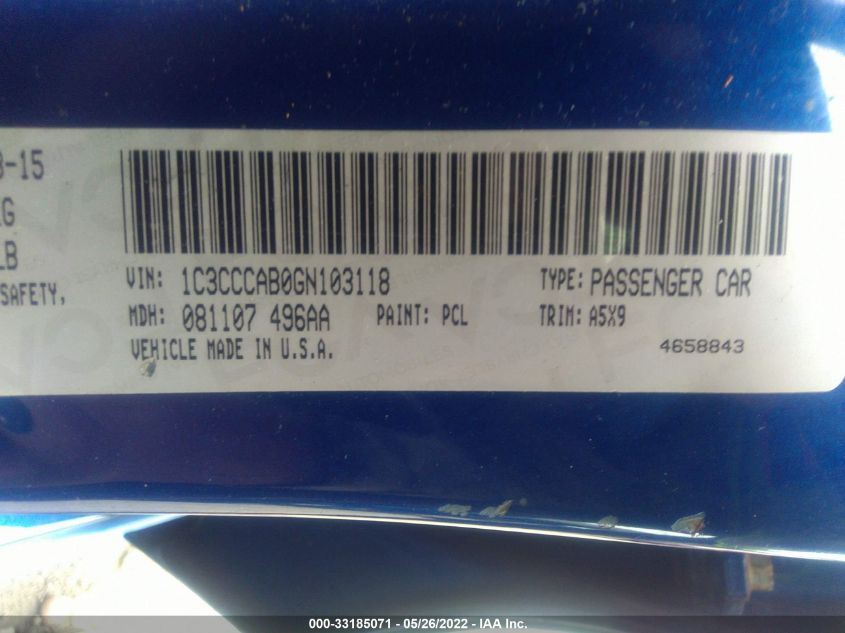 8-15
KG
LB
SAFETY,
VIN: 1C3CCCAB0GN103118 TYPE: PASSENGER CAR
MDH: 081107 496AA PAINT: PCL TRIM: A5X9
VEHICLE MADE IN U.S.A. 4658843
000-33185071 - 05/26/2022 - IAA Inc.